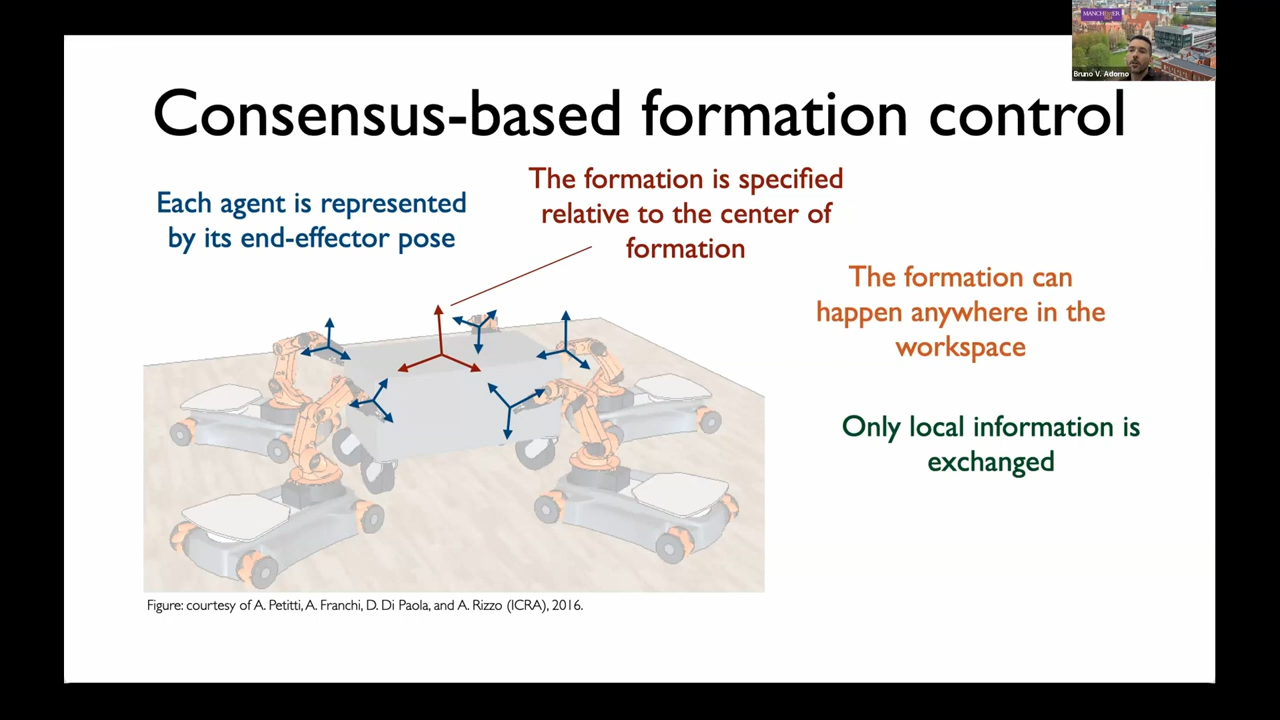 MANCHESTER
Bruno V. Adorno
Consensus-based formation control
Each agent is represented
by its end-effector pose
The formation is specified
relative to the center of
formation
The formation can
happen anywhere in the
workspace
Only local information is
exchanged
Figure: courtesy of A. Petitti, A. Franchi, D. Di Paola, and A. Rizzo (ICRA), 2016.